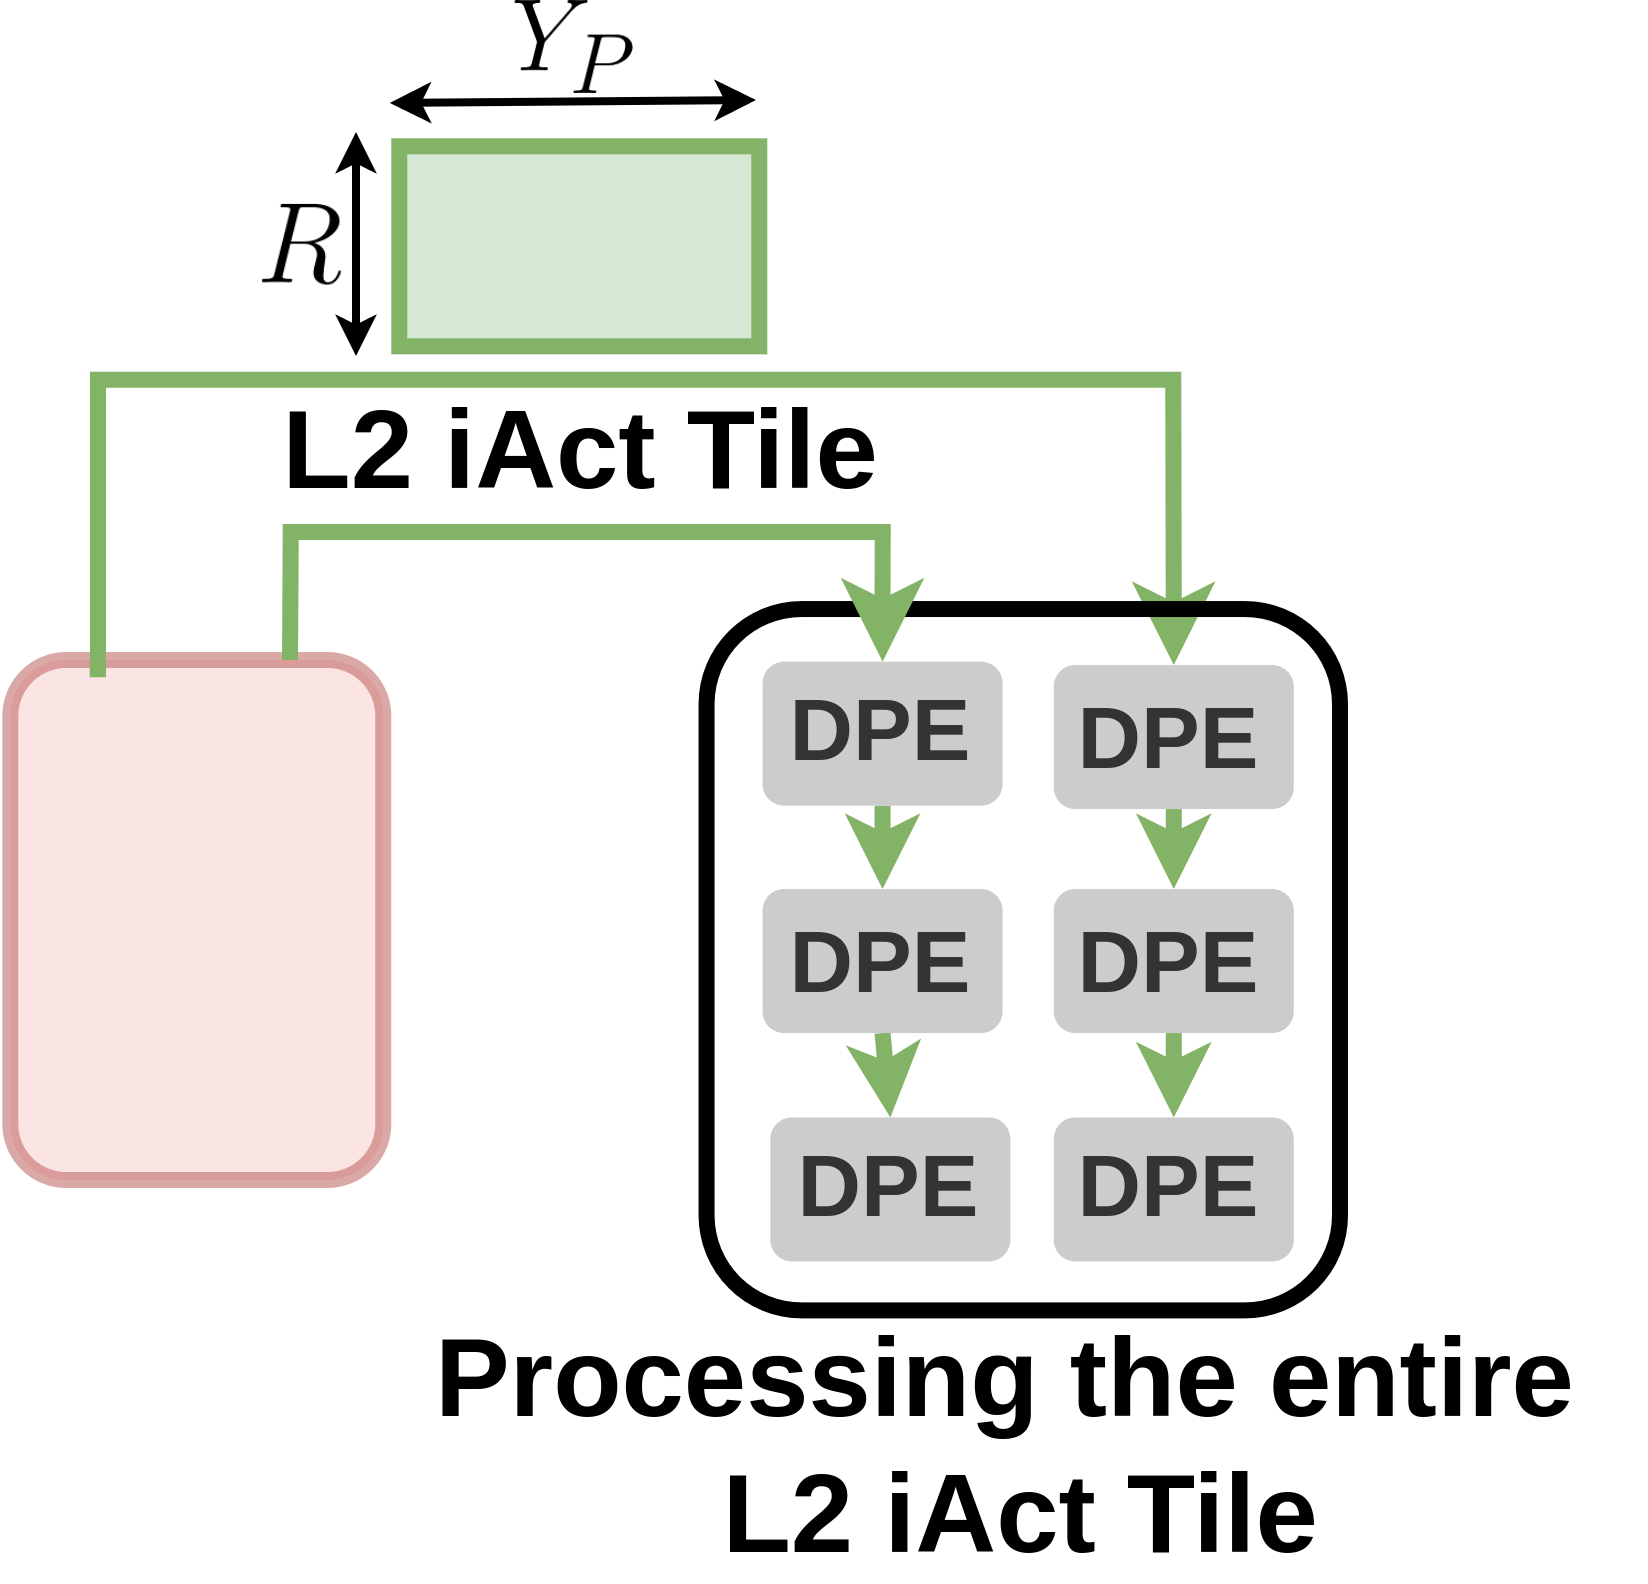 Y_P
R
L2 iAct Tile
DPE DPE
DPE DPE
DPE DPE
Processing the entire
L2 iAct Tile